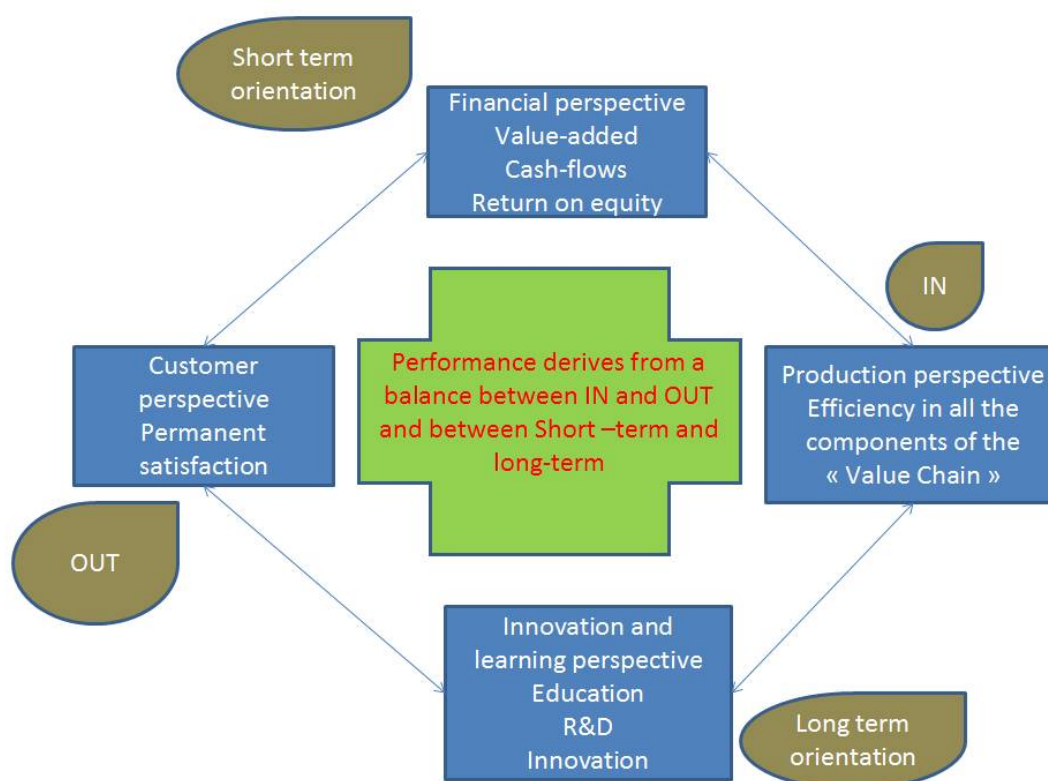 Short term
orientation
Financial perspective
Value-added
Cash-flows
Return on equity
IN
Customer
perspective
Permanent
satisfaction
Performance derives from a
balance between IN and OUT
and between Short –term and
long-term
Production perspective
Efficiency in all the
components of the
« Value Chain »
OUT
Innovation and
learning perspective
Education
R&D
Innovation
Long term
orientation